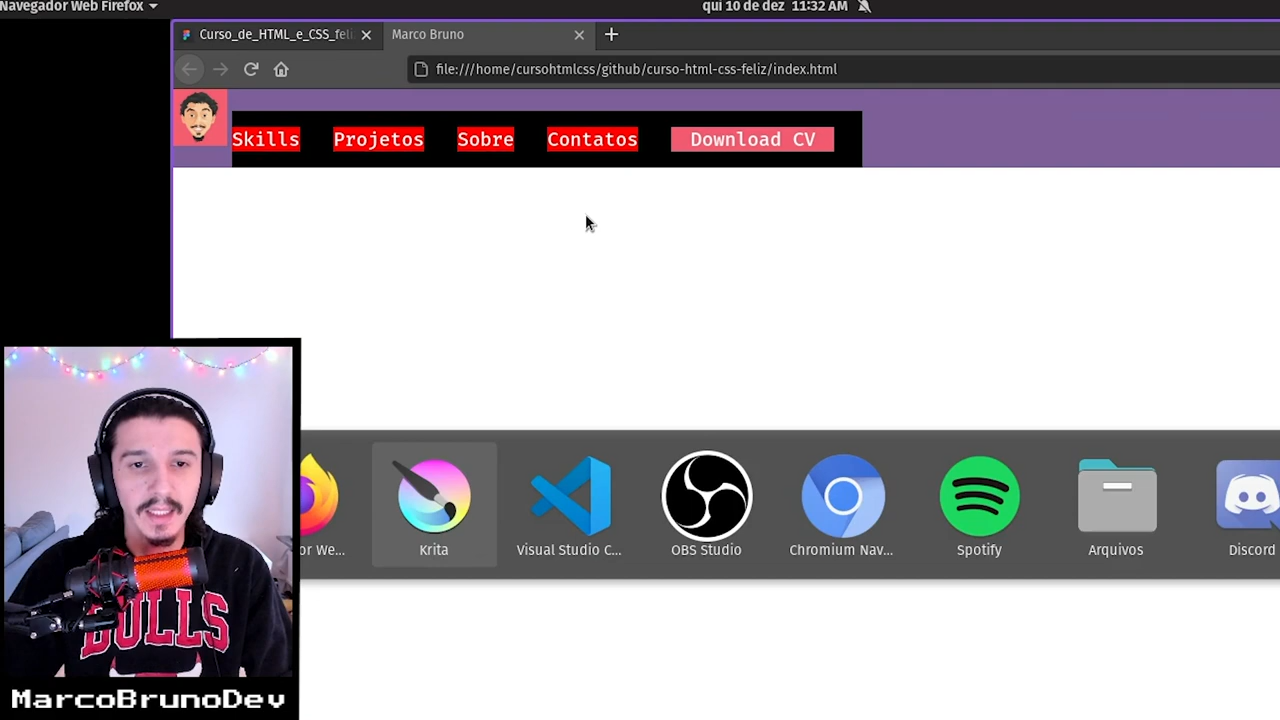 Navegador Web Firefox
qui 10 de dez 11:32 AM
Curso_de_HTML_e_CSS_feli
Marco Bruno
file:///home/cursohtmlcss/github/curso-html-css-feliz/index.html
Skills Projetos Sobre Contatos Download CV
or We... Krita Visual Studio C... OBS Studio Chromium Nav... Spotify Arquivos Discord
BULLS
MarcoBrunoDev